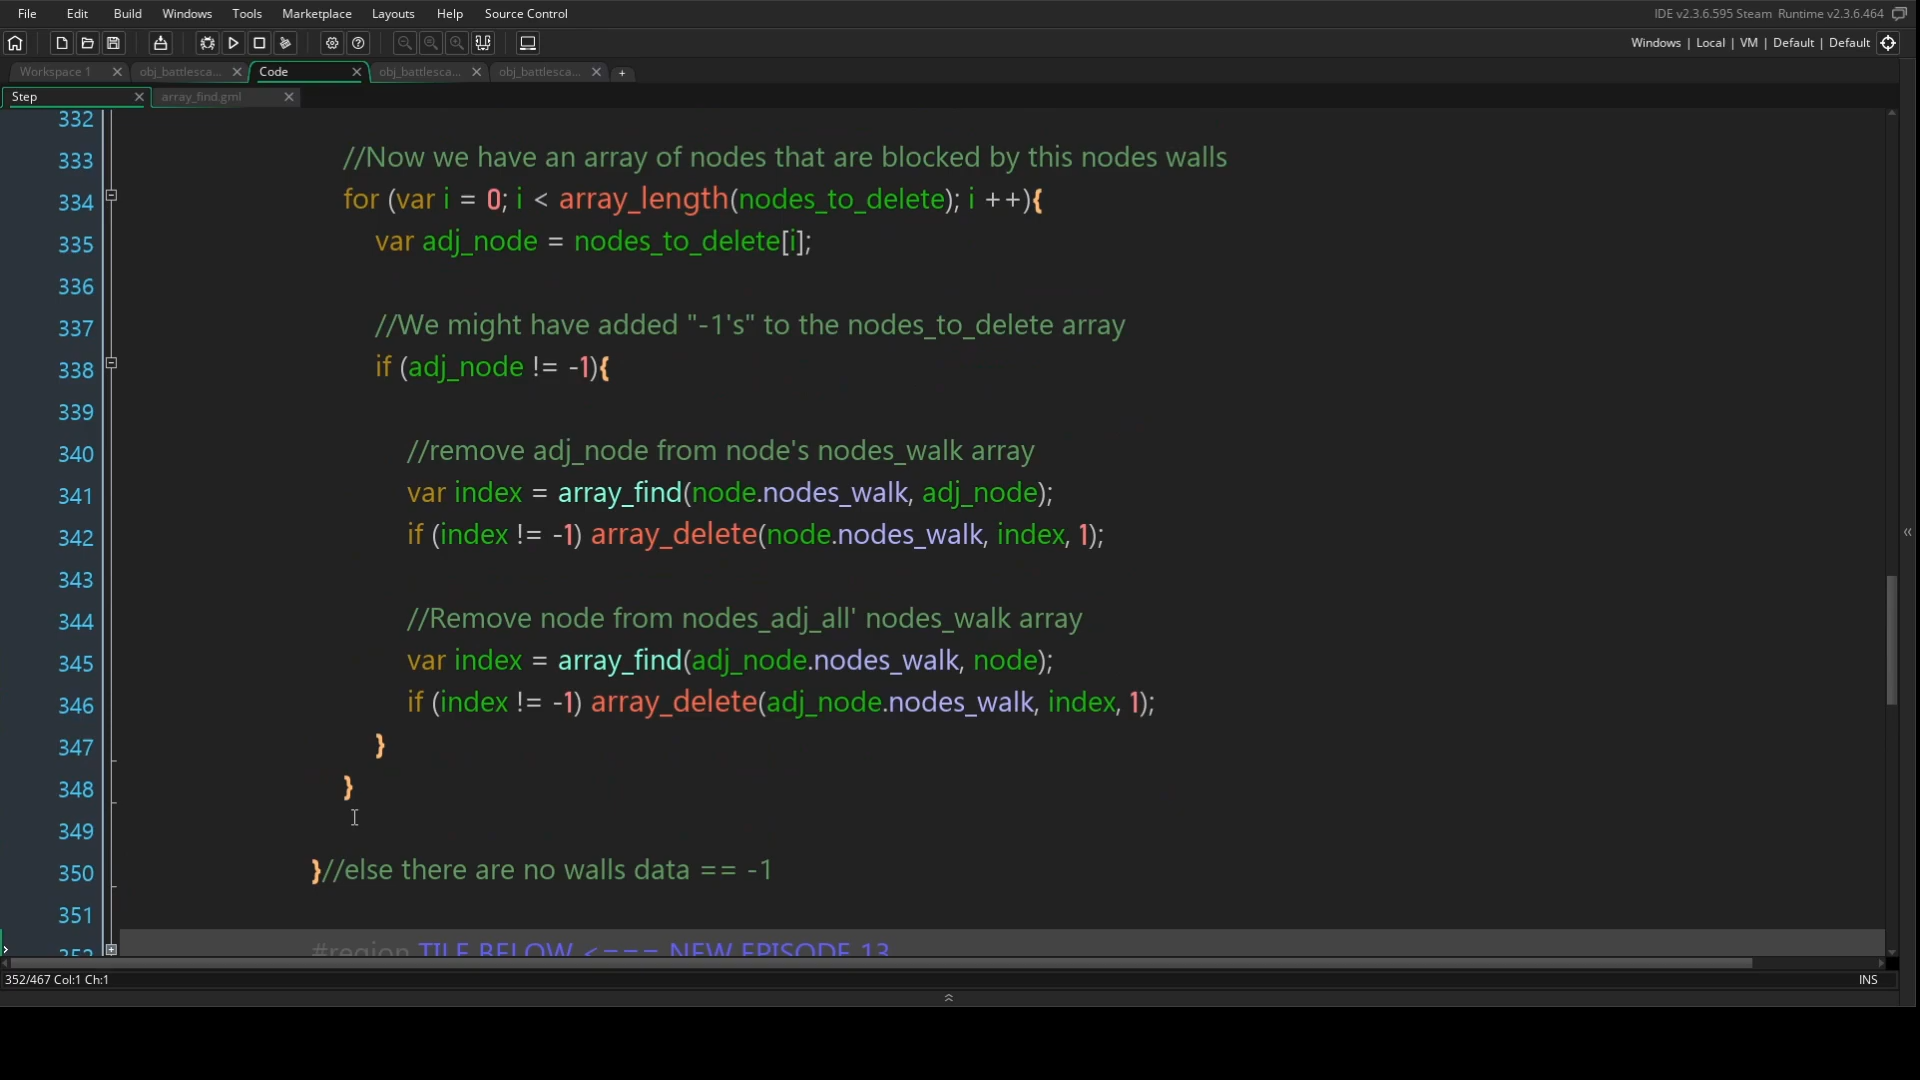 File Edit Build Windows Tools Marketplace Layouts Help Source Control IDE v2.3.6.595 Steam Runtime v2.3.6.464
Windows | Local | VM | Default | Default
Workspace 1 obj_battlesca... Code obj_battlesca... obj_battlesca...
Step array_find.gml
332
333 //Now we have an array of nodes that are blocked by this nodes walls
334 for (var i = 0; i < array_length(nodes_to_delete); i ++){
335 var adj_node = nodes_to_delete[i];
336
337 //We might have added "-1's" to the nodes_to_delete array
338 if (adj_node != -1){
339
340 //remove adj_node from node's nodes_walk array
341 var index = array_find(node.nodes_walk, adj_node);
342 if (index != -1) array_delete(node.nodes_walk, index, 1);
343
344 //Remove node from nodes_adj_all' nodes_walk array
345 var index = array_find(adj_node.nodes_walk, node);
346 if (index != -1) array_delete(adj_node.nodes_walk, index, 1);
347 }
348 }
349
350 }//else there are no walls data == -1
351
352 #region TILE BELOW <=== NEW EPISODE 13
352/467 Col:1 Ch:1 INS